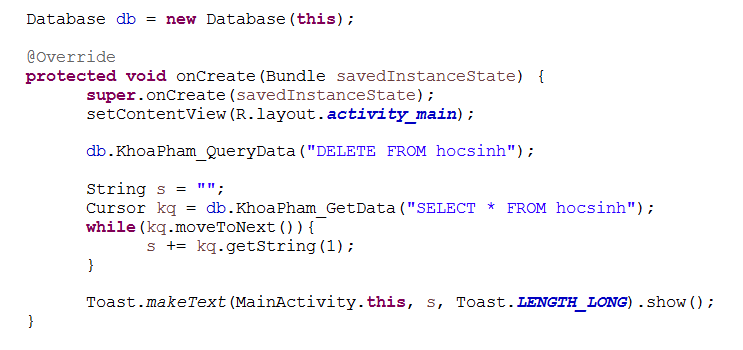 Database db = new Database(this);
@Override
protected void onCreate(Bundle savedInstanceState) {
super.onCreate(savedInstanceState);
setContentView(R.layout.activity_main);
db.KhoaPham_QueryData("DELETE FROM hocsinh");
String s = "";
Cursor kq = db.KhoaPham_GetData("SELECT * FROM hocsinh");
while(kq.moveToNext()){
s += kq.getString(1);
}
Toast.makeText(MainActivity.this, s, Toast.LENGTH_LONG).show();
}